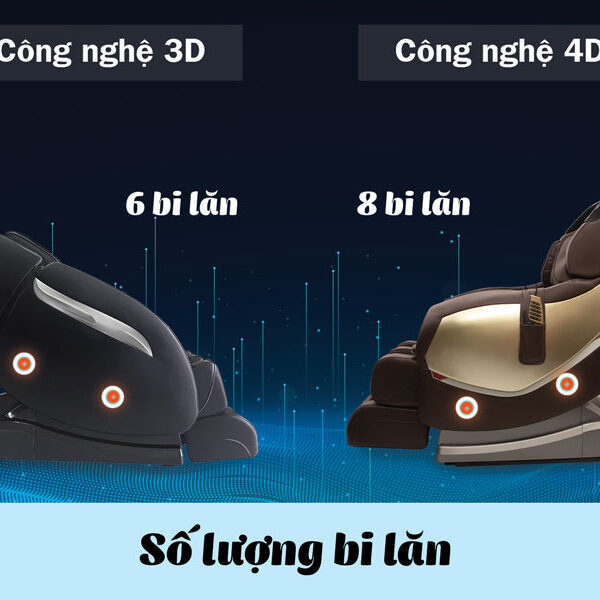 Công nghệ 3D
Công nghệ 4D
6 bi lăn
8 bi lăn
Số lượng bi lăn